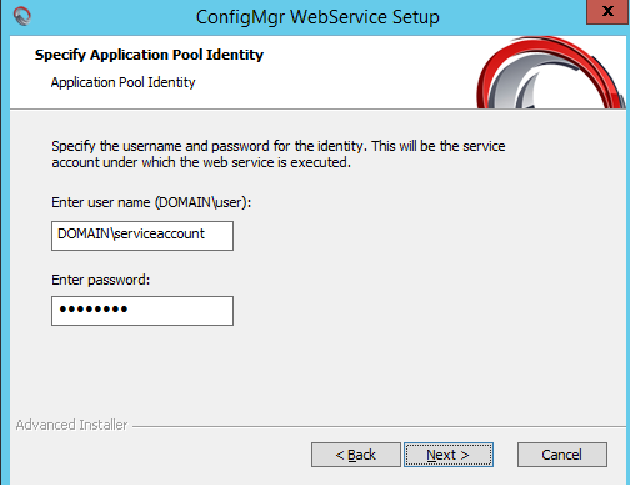 ConfigMgr WebService Setup
x
Specify Application Pool Identity
Application Pool Identity
Specify the username and password for the identity. This will be the service
account under which the web service is executed.
Enter user name (DOMAIN\user):
DOMAIN\serviceaccount
Enter password:
••••••••
Advanced Installer
< Back
Next >
Cancel